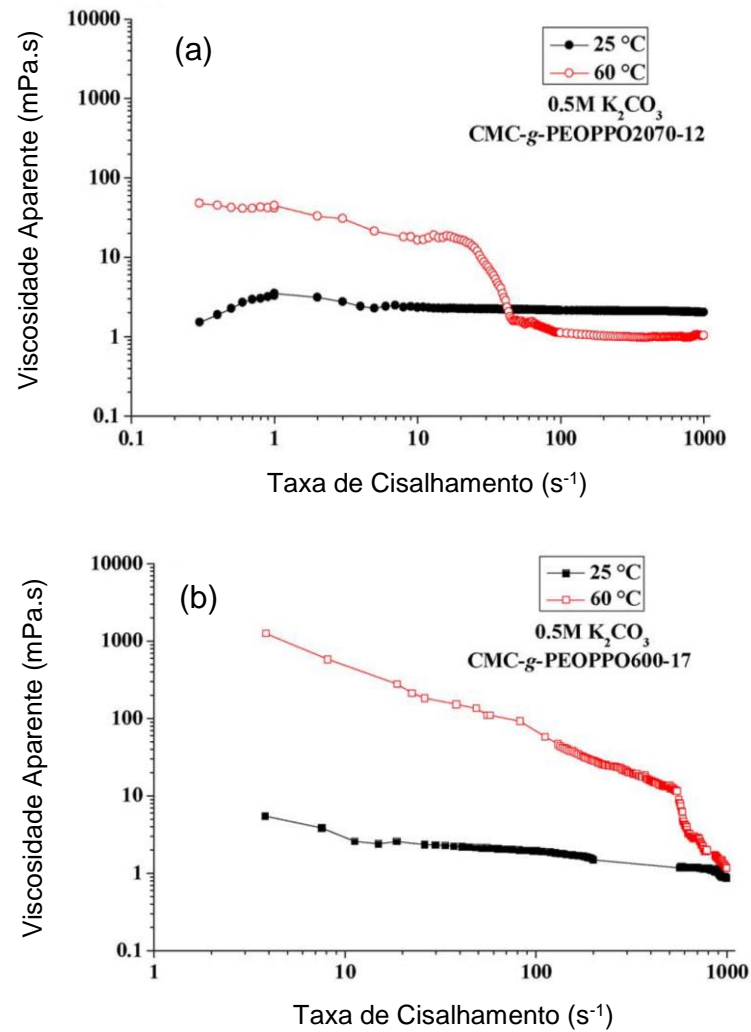 (a)
25 °C
60 °C
0.5M K₂CO₃
CMC-g-PEOPPO2070-12
Viscosidade Aparente (mPa.s)
10000
1000
100
10
1
0.1
0.1
1
10
100
1000
Taxa de Cisalhamento (s⁻¹)
(b)
25 °C
60 °C
0.5M K₂CO₃
CMC-g-PEOPPO600-17
Viscosidade Aparente (mPa.s)
10000
1000
100
10
1
0.1
1
10
100
1000
Taxa de Cisalhamento (s⁻¹)